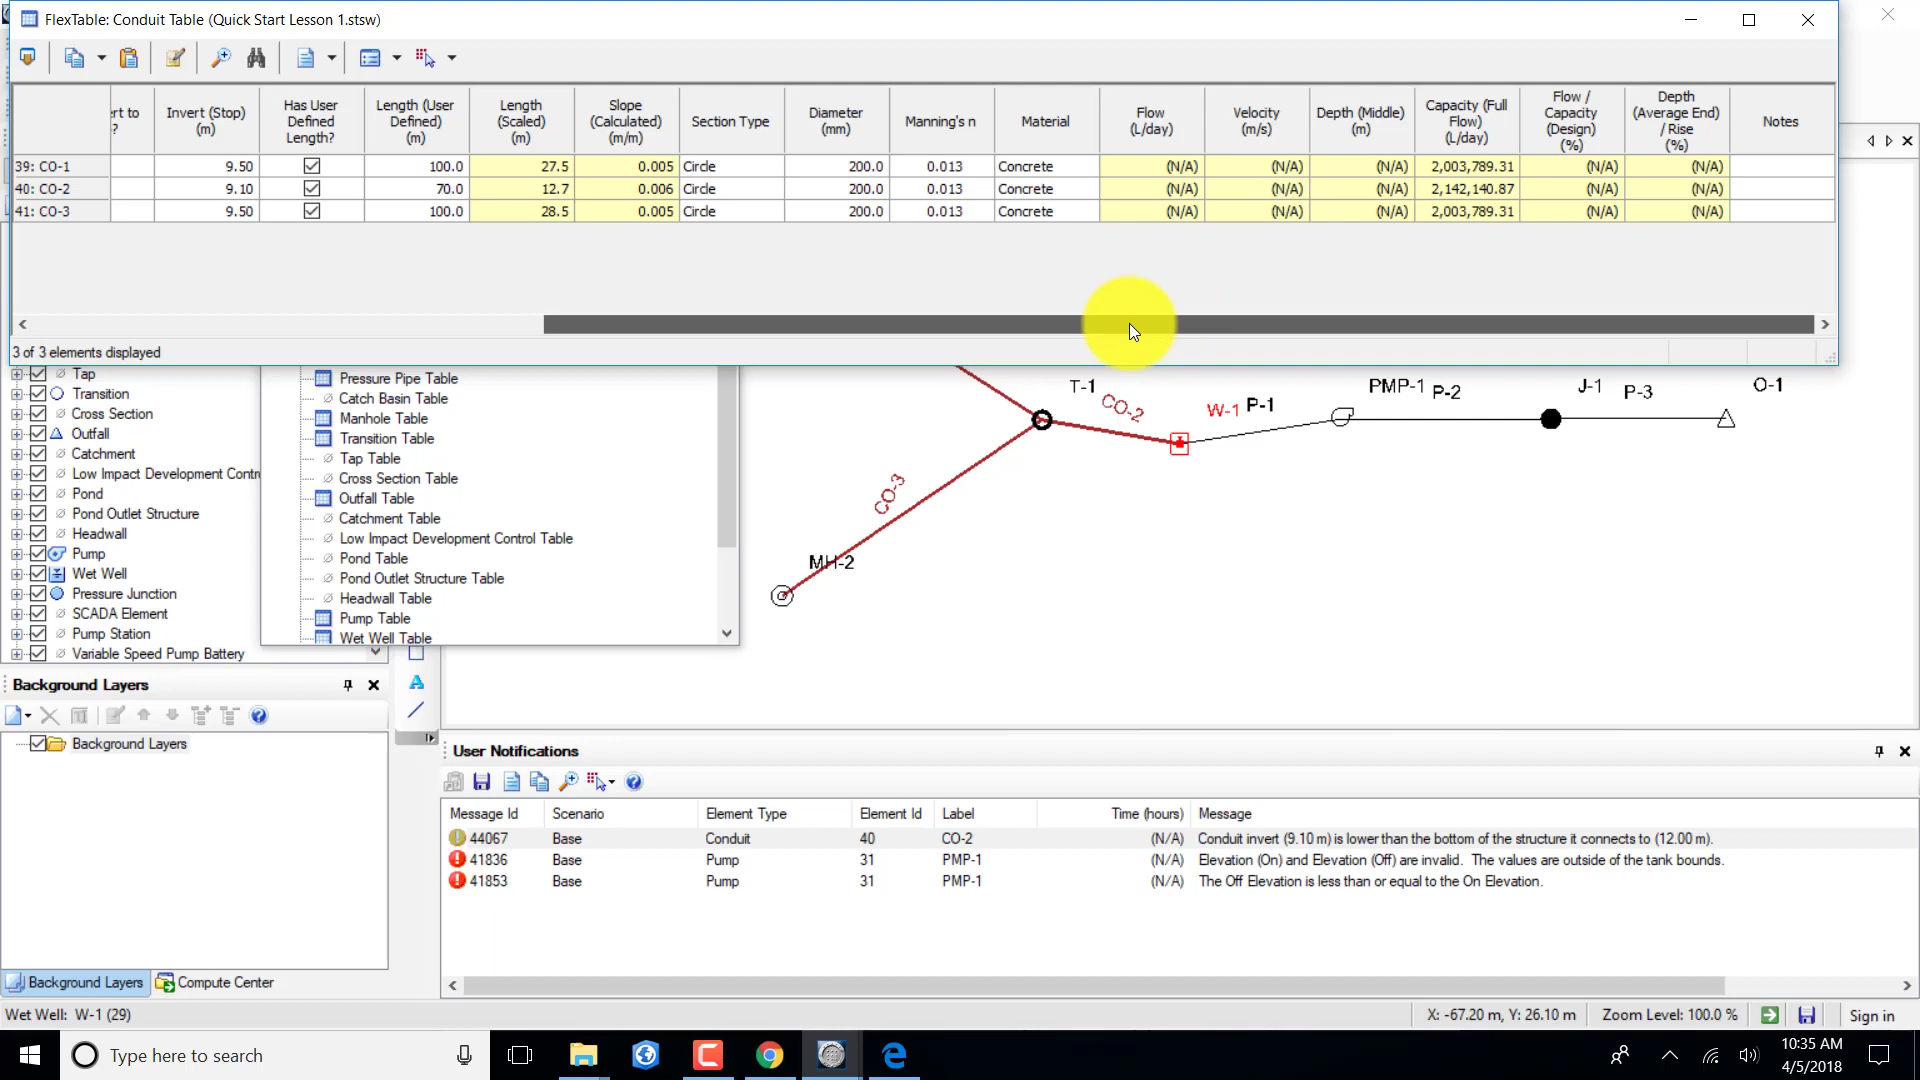 FlexTable: Conduit Table (Quick Start Lesson 1.stsw)
rt to ?
Invert (Stop) (m)
Has User Defined Length?
Length (User Defined) (m)
Length (Scaled) (m)
Slope (Calculated) (m/m)
Section Type
Diameter (mm)
Manning's n
Material
Flow (L/day)
Velocity (m/s)
Depth (Middle) (m)
Capacity (Full Flow) (L/day)
Flow / Capacity (Design) (%)
Depth (Average End) / Rise (%)
Notes
39: CO-1 9.50 100.0 27.5 0.005 Circle 200.0 0.013 Concrete (N/A) (N/A) (N/A) 2,003,789.31 (N/A) (N/A)
40: CO-2 9.10 70.0 12.7 0.006 Circle 200.0 0.013 Concrete (N/A) (N/A) (N/A) 2,142,140.87 (N/A) (N/A)
41: CO-3 9.50 100.0 28.5 0.005 Circle 200.0 0.013 Concrete (N/A) (N/A) (N/A) 2,003,789.31 (N/A) (N/A)
3 of 3 elements displayed
Tap
Transition
Cross Section
Outfall
Catchment
Low Impact Development Contr
Pond
Pond Outlet Structure
Headwall
Pump
Wet Well
Pressure Junction
SCADA Element
Pump Station
Variable Speed Pump Battery
Pressure Pipe Table
Catch Basin Table
Manhole Table
Transition Table
Tap Table
Cross Section Table
Outfall Table
Catchment Table
Low Impact Development Control Table
Pond Table
Pond Outlet Structure Table
Headwall Table
Pump Table
Wet Well Table
T-1
CO-2
W-1
P-1
PMP-1
P-2
J-1
P-3
O-1
CO-3
MH-2
Background Layers
Background Layers
Background Layers
Compute Center
User Notifications
Message Id Scenario Element Type Element Id Label Time (hours) Message
44067 Base Conduit 40 CO-2 (N/A) Conduit invert (9.10 m) is lower than the bottom of the structure it connects to (12.00 m).
41836 Base Pump 31 PMP-1 (N/A) Elevation (On) and Elevation (Off) are invalid. The values are outside of the tank bounds.
41853 Base Pump 31 PMP-1 (N/A) The Off Elevation is less than or equal to the On Elevation.
Wet Well: W-1 (29)
X: -67.20 m, Y: 26.10 m
Zoom Level: 100.0 %
Sign in
Type here to search
10:35 AM
4/5/2018